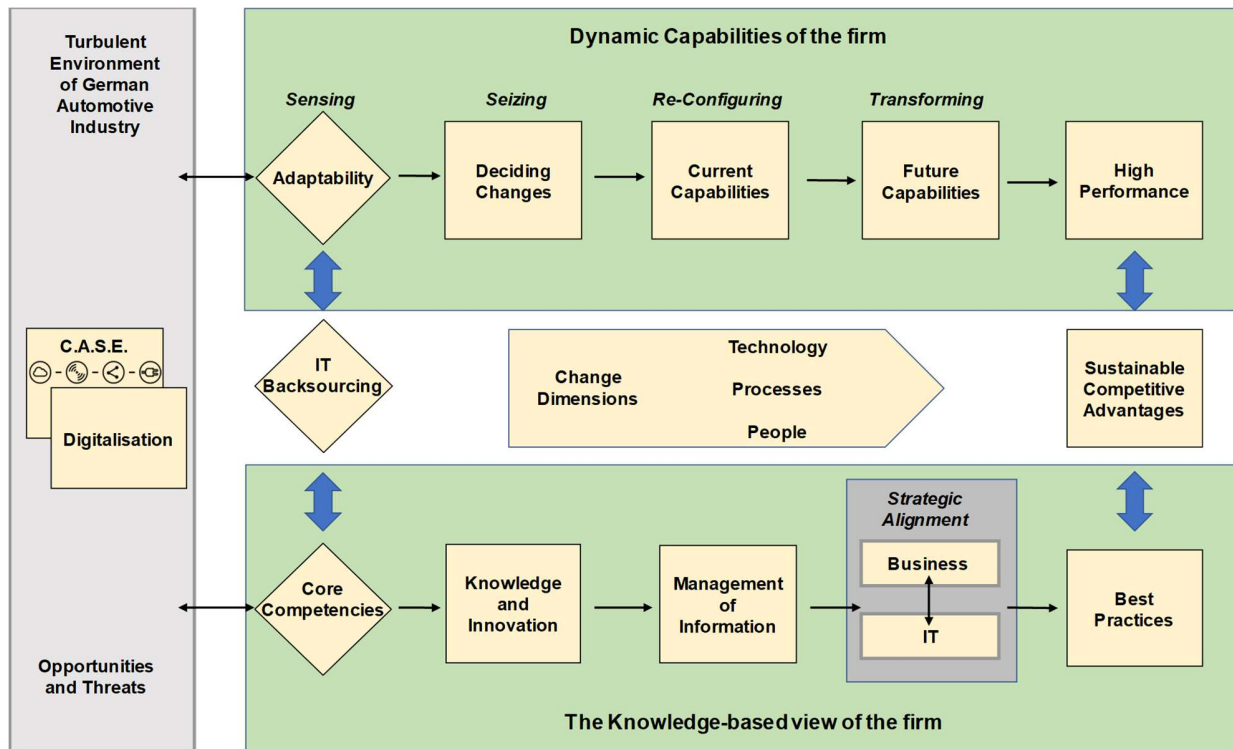 Turbulent
Environment
of German
Automotive
Industry
C.A.S.E.
Digitalisation
Opportunities
and Threats
Dynamic Capabilities of the firm
Sensing
Seizing
Re-Configuring
Transforming
Adaptability
Deciding
Changes
Current
Capabilities
Future
Capabilities
High
Performance
IT
Backsourcing
Change
Dimensions
Technology
Processes
People
Sustainable
Competitive
Advantages
Core
Competencies
Knowledge
and
Innovation
Management
of
Information
Strategic
Alignment
Business
IT
Best
Practices
The Knowledge-based view of the firm